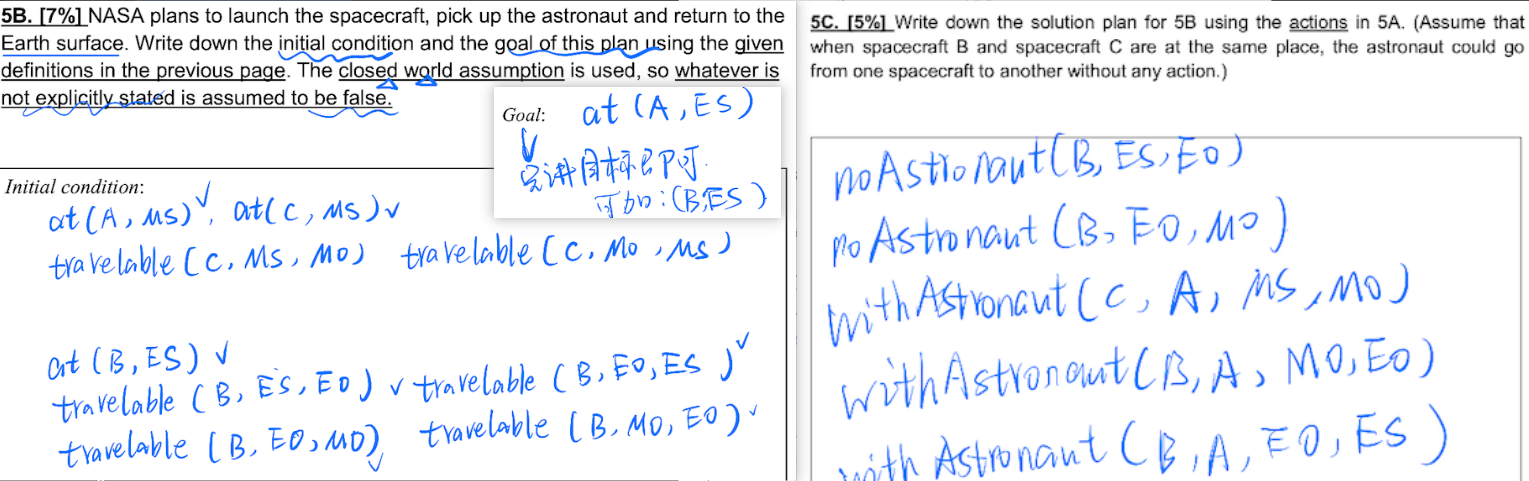 5B. [7%] NASA plans to launch the spacecraft, pick up the astronaut and return to the
Earth surface. Write down the initial condition and the goal of this plan using the given
definitions in the previous page. The closed world assumption is used, so whatever is
not explicitly stated is assumed to be false.
Goal: at (A, ES)
讲目标即可.
可如:(B,ES)
Initial condition:
at (A, MS), at(C, MS)
travelable (C, MS, MO) travelable (C, MO, MS)
at (B, ES)
travelable (B, ES, EO) travelable (B, EO, ES)
travelable (B, EO, MO), travelable (B, MO, EO)
5C. [5%] Write down the solution plan for 5B using the actions in 5A. (Assume that
when spacecraft B and spacecraft C are at the same place, the astronaut could go
from one spacecraft to another without any action.)
noAstronaut(B, ES, EO)
noAstronaut (B, EO, MO)
withAstronaut (C, A, MS, MO)
withAstronaut (B, A, MO, EO)
with Astronaut (B, A, EO, ES)